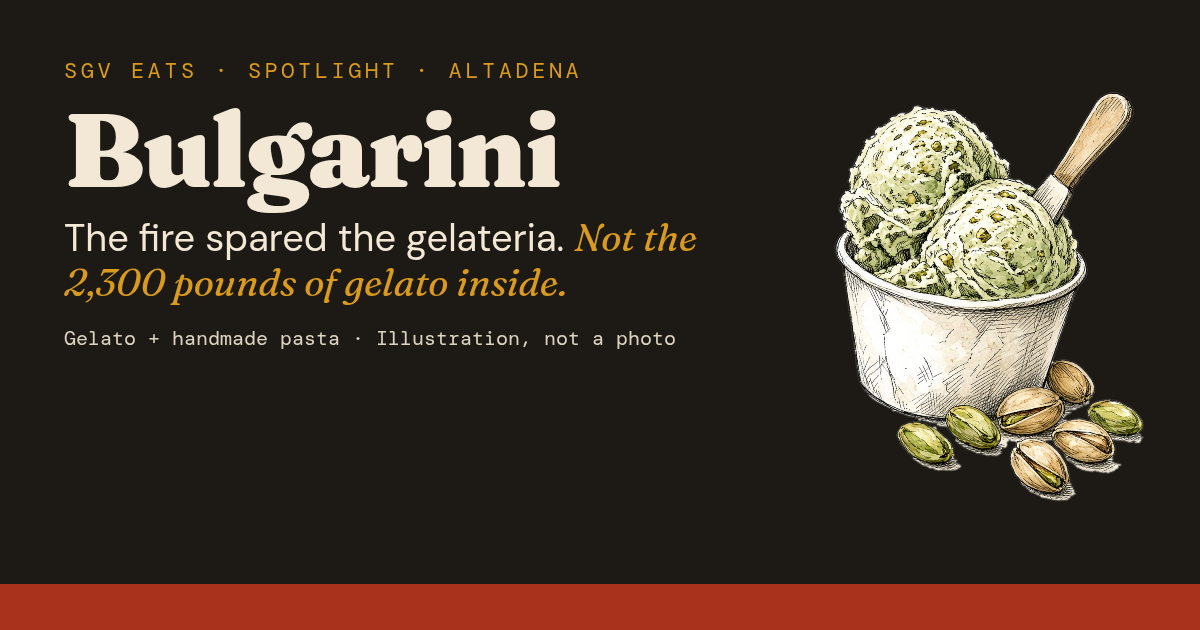 SGV EATS · SPOTLIGHT · ALTADENA
Bulgarini
The fire spared the gelateria. Not the
2,300 pounds of gelato inside.
Gelato + handmade pasta · Illustration, not a photo